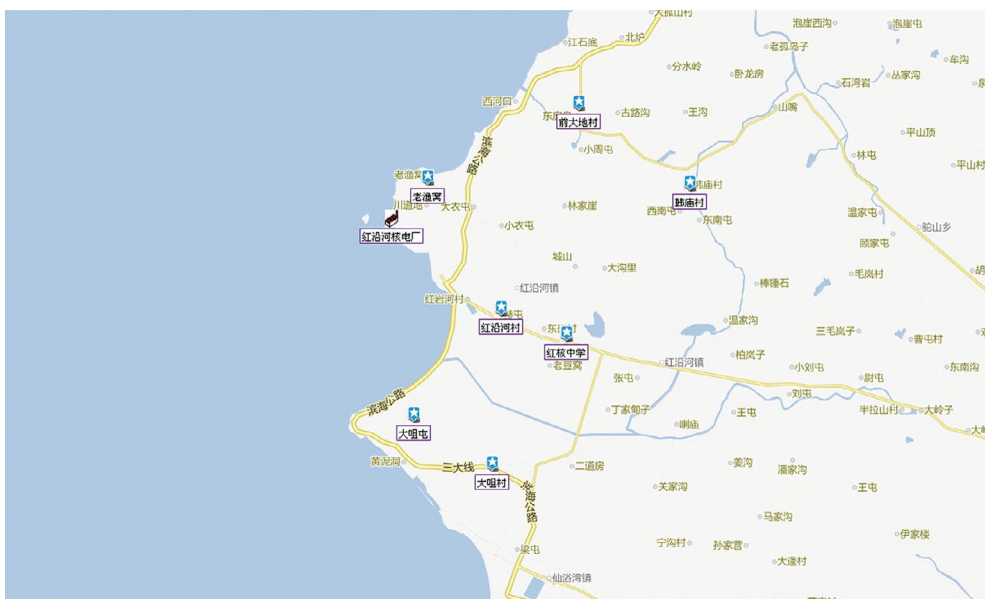 大孤山村
泡崖西沟
泡崖屯
江石底
北炉
老孤岛子
牟沟
分水岭
卧龙房
石湾岩
丛家沟
西河口
古路沟
王沟
山嘴
前大地村
滨海公路
小周屯
平山顶
林屯
平山村
老渔窝
老渔窝
大衣屯
林家崖
韩庙村
韩庙村
西南屯
东南屯
温家屯
驼山乡
小衣屯
红沿河核电厂
顾家屯
城山
大沟里
毛岚村
棒锤石
红沿河镇
红岩河村
红沿河村
温家沟
三毛岚子
曹屯村
红核中学
老豆窝
红沿河镇
柏岚子
小刘屯
东南沟
张屯
尉屯
滨海公路
刘屯
丁家甸子
王屯
半拉山村
大岭子
大咀屯
喇庙
黄泥洞
三大线
二道房
姜沟
潘家沟
大咀村
关家沟
王屯
滨海公路
马家沟
伊家楼
宁沟村
孙家营
梁屯
大逢村
仙浴湾镇